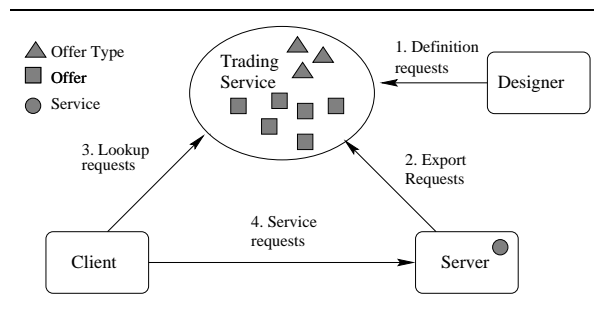 Offer Type
Offer
Service
Trading
Service
1. Definition
requests
Designer
3. Lookup
requests
2. Export
Requests
4. Service
requests
Client
Server